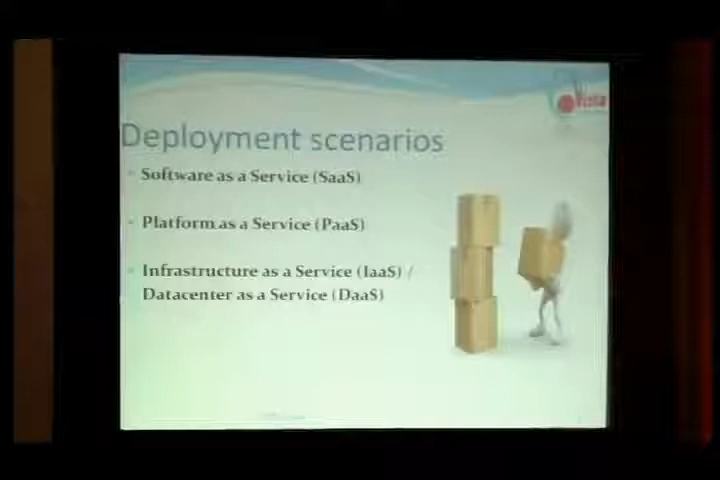 Deployment scenarios
Software as a Service (SaaS)
Platform as a Service (PaaS)
Infrastructure as a Service (IaaS) /
Datacenter as a Service (DaaS)